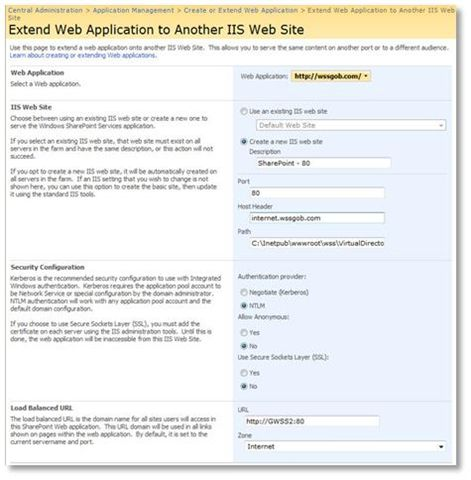 Central Administration > Application Management > Create or Extend Web Application > Extend Web Application to Another IIS Web
Site
Extend Web Application to Another IIS Web Site
Use this page to extend a web application onto another IIS Web Site. This allows you to serve the same content on another port or to a different audience.
Learn about creating or extending Web applications.
Web Application
Select a Web application.
Web Application: http://wssgob.com/
IIS Web Site
Choose between using an existing IIS web site or create a new one to
serve the Windows SharePoint Services application.
If you select an existing IIS web site, that web site must exist on all
servers in the farm and have the same description, or this action will not
succeed.
If you opt to create a new IIS web site, it will be automatically created on
all servers in the farm. If an IIS setting that you wish to change is not
shown here, you can use this option to create the basic site, then update
it using the standard IIS tools.
Use an existing IIS web site
Default Web Site
Create a new IIS web site
Description
SharePoint - 80
Port
80
Host Header
internet.wssgob.com
Path
C:\Inetpub\wwwroot\wss\VirtualDirecto
Security Configuration
Kerberos is the recommended security configuration to use with Integrated
Windows authentication. Kerberos requires the application pool account to
be Network Service or special configuration by the domain administrator.
NTLM authentication will work with any application pool account and the
default domain configuration.
If you choose to use Secure Sockets Layer (SSL), you must add the
certificate on each server using the IIS administration tools. Until this is
done, the web application will be inaccessible from this IIS Web Site.
Authentication provider:
Negotiate (Kerberos)
NTLM
Allow Anonymous:
Yes
No
Use Secure Sockets Layer (SSL):
Yes
No
Load Balanced URL
The load balanced URL is the domain name for all sites users will access in
this SharePoint Web application. This URL domain will be used in all links
shown on pages within the web application. By default, it is set to the
current servername and port.
URL
http://GWSS2:80
Zone
Internet